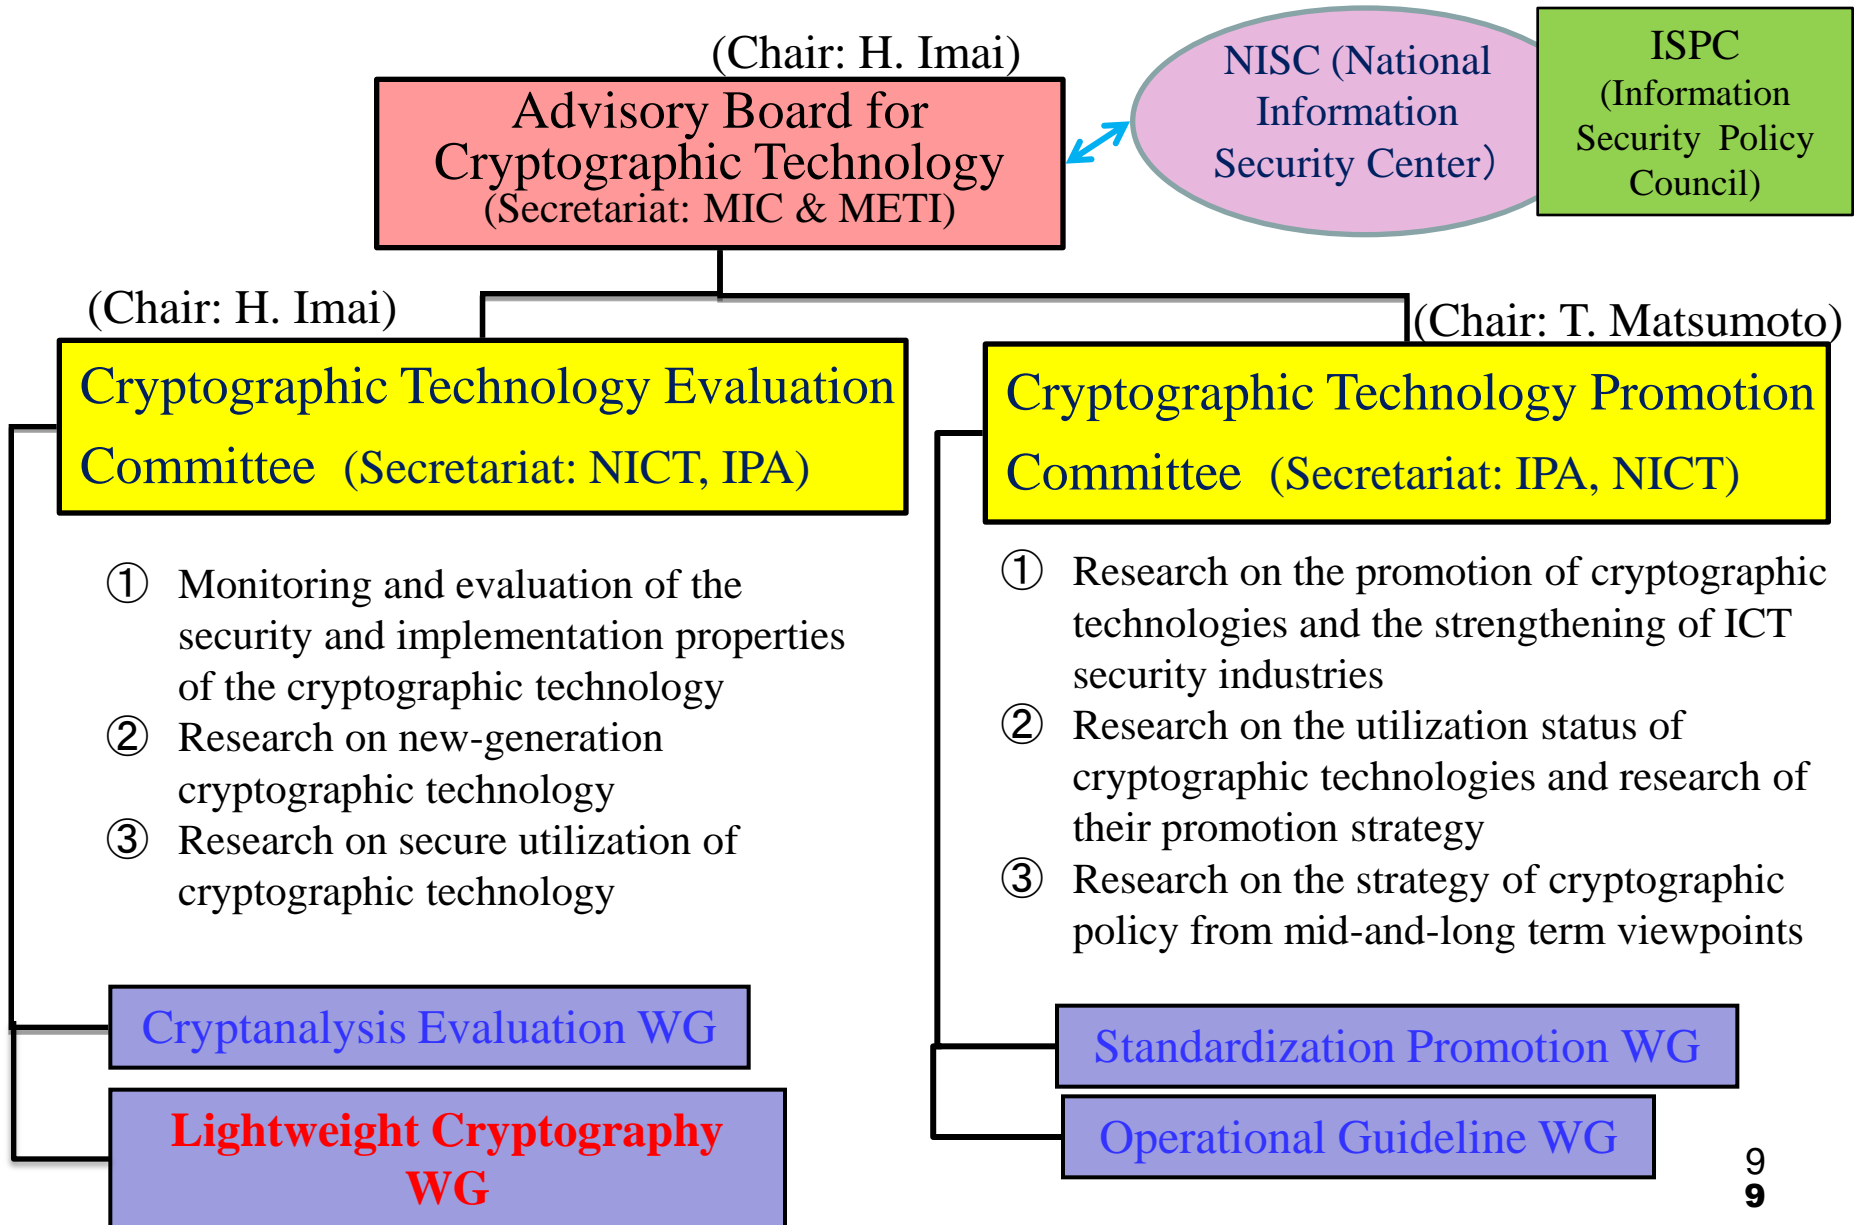 (Chair: H. Imai)
Advisory Board for
Cryptographic Technology
(Secretariat: MIC & METI)
NISC (National
Information
Security Center）
ISPC
(Information
Security Policy
Council)
(Chair: H. Imai)
Cryptographic Technology Evaluation
Committee (Secretariat: NICT, IPA)
① Monitoring and evaluation of the
security and implementation properties
of the cryptographic technology
② Research on new-generation
cryptographic technology
③ Research on secure utilization of
cryptographic technology
Cryptanalysis Evaluation WG
Lightweight Cryptography
WG
(Chair: T. Matsumoto)
Cryptographic Technology Promotion
Committee (Secretariat: IPA, NICT)
① Research on the promotion of cryptographic
technologies and the strengthening of ICT
security industries
② Research on the utilization status of
cryptographic technologies and research of
their promotion strategy
③ Research on the strategy of cryptographic
policy from mid-and-long term viewpoints
Standardization Promotion WG
Operational Guideline WG
9
9